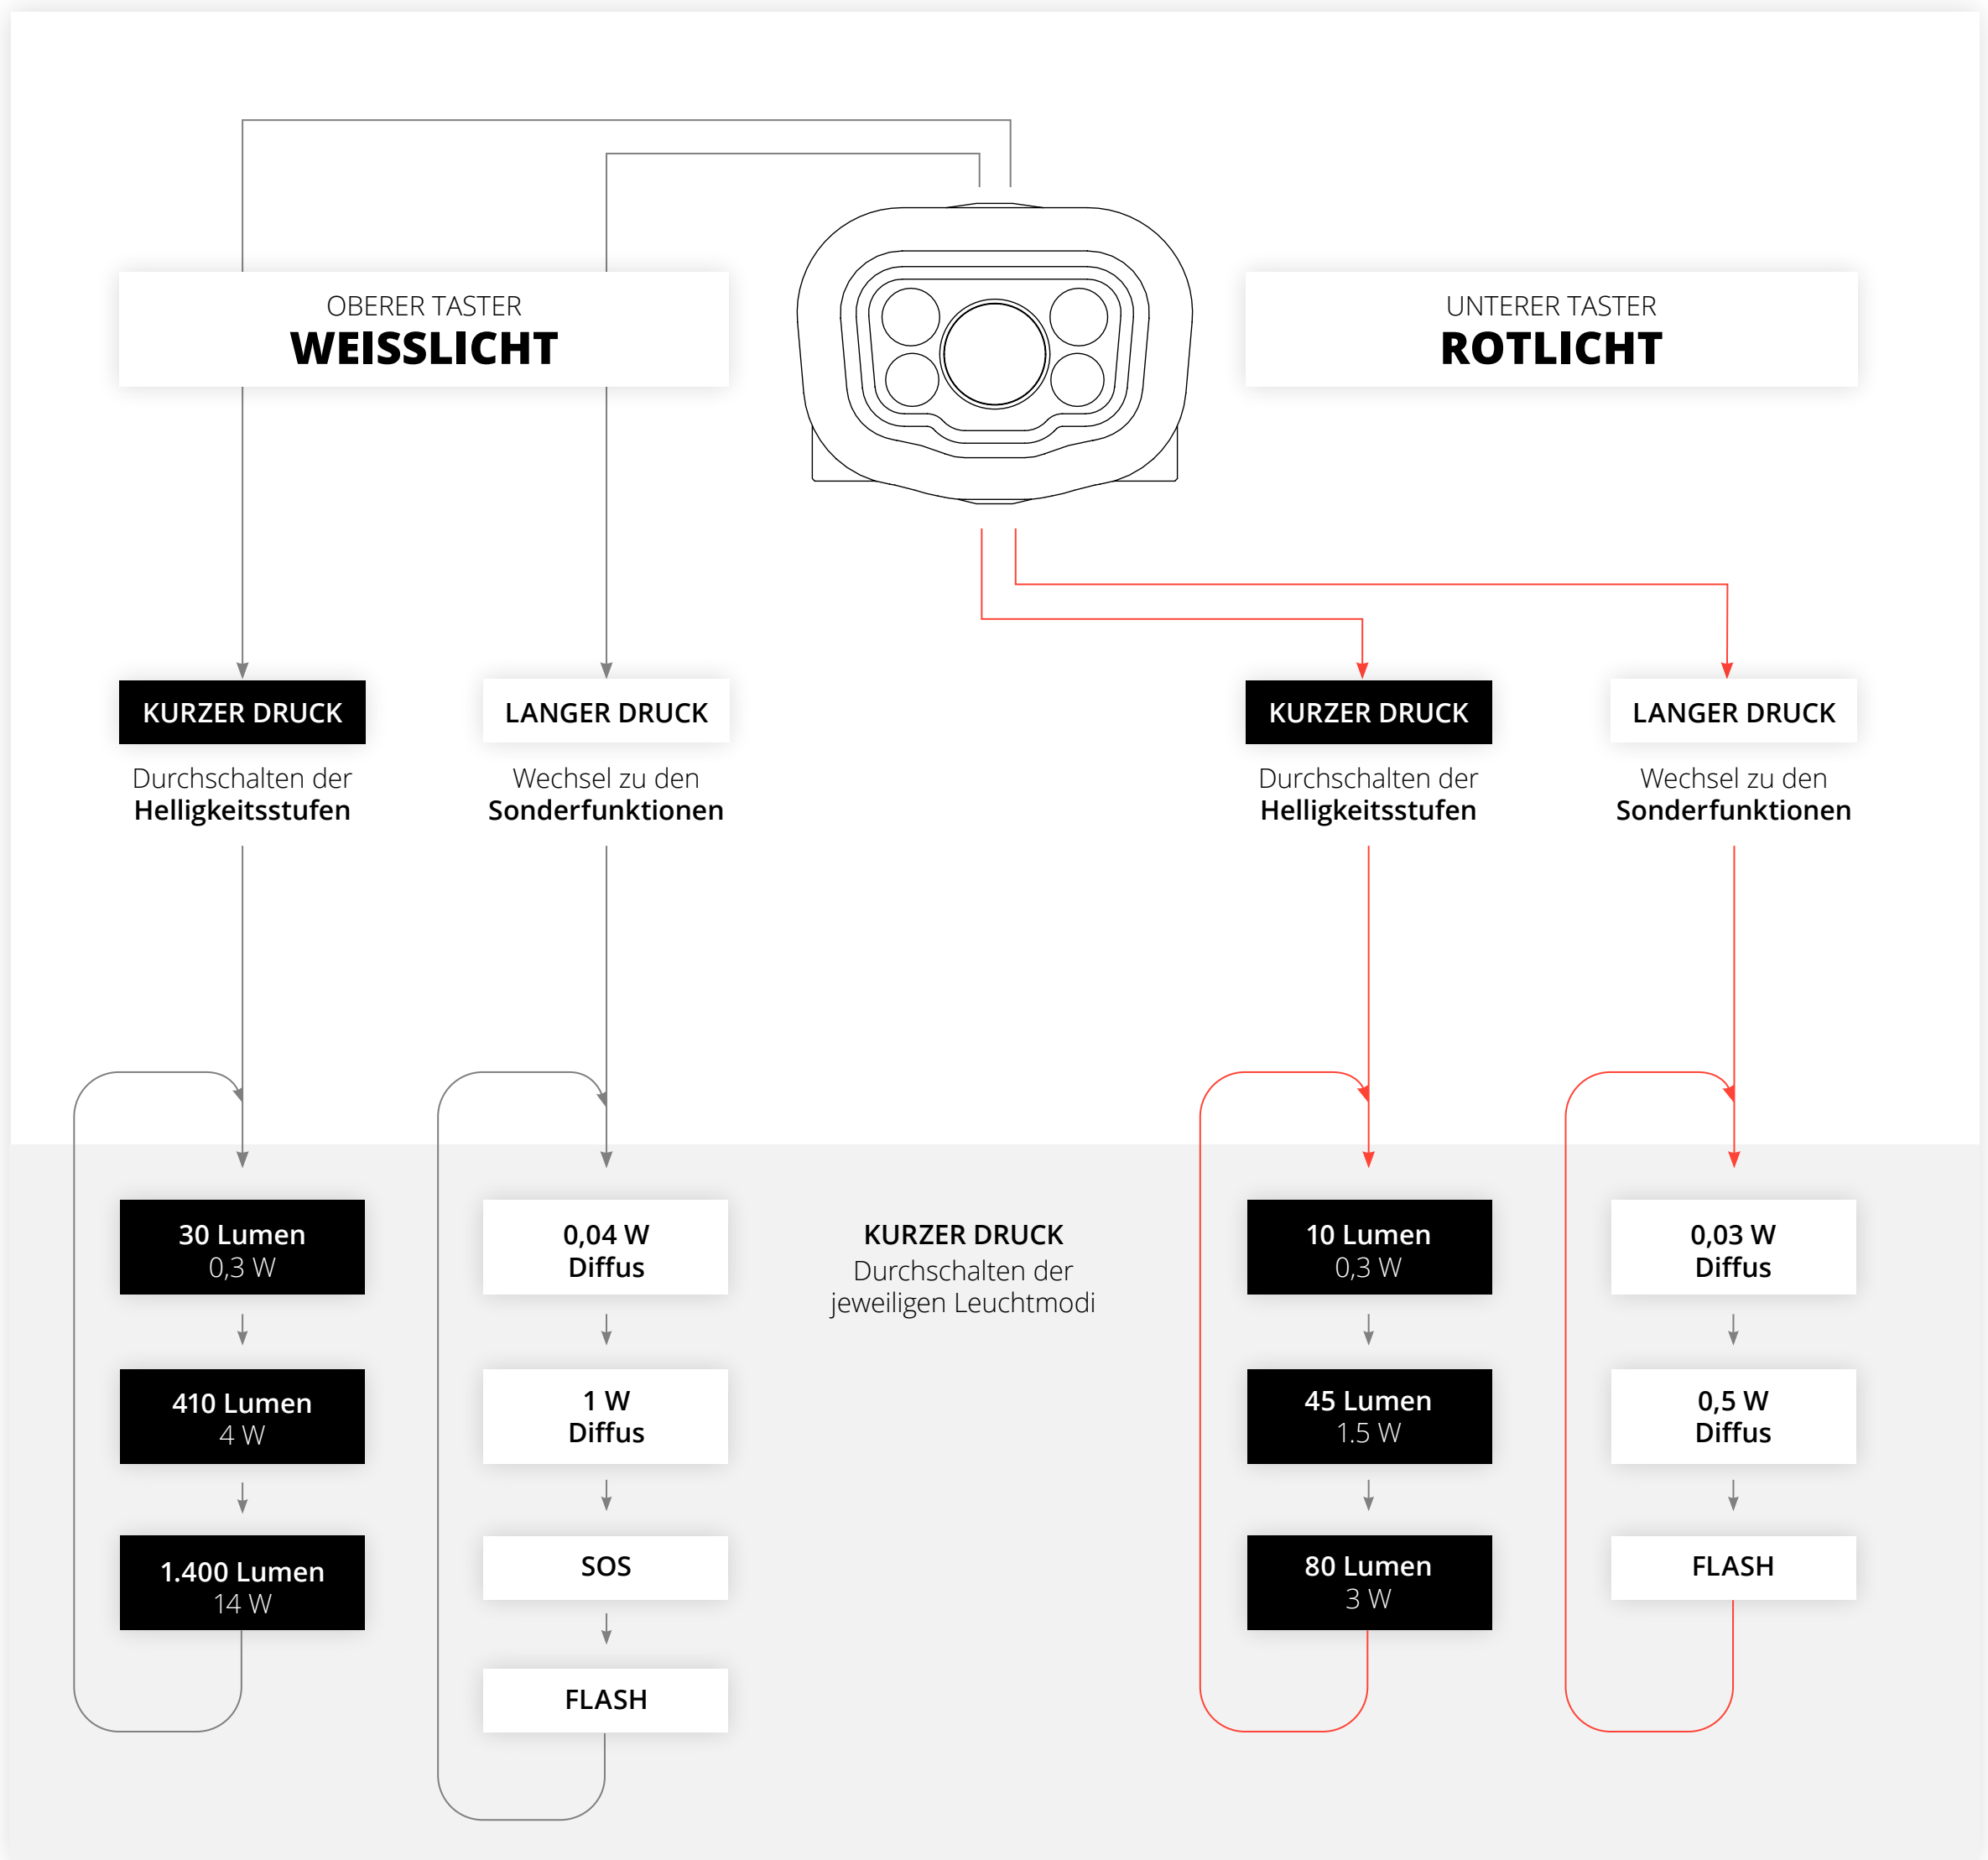 OBERER TASTER
WEISSLICHT
UNTERER TASTER
ROTLICHT
KURZER DRUCK
Durchschalten der
Helligkeitsstufen
LANGER DRUCK
Wechsel zu den
Sonderfunktionen
KURZER DRUCK
Durchschalten der
Helligkeitsstufen
LANGER DRUCK
Wechsel zu den
Sonderfunktionen
30 Lumen
0,3 W
410 Lumen
4 W
1.400 Lumen
14 W
0,04 W
Diffus
1 W
Diffus
SOS
FLASH
KURZER DRUCK
Durchschalten der
jeweiligen Leuchtmodi
10 Lumen
0,3 W
45 Lumen
1.5 W
80 Lumen
3 W
0,03 W
Diffus
0,5 W
Diffus
FLASH